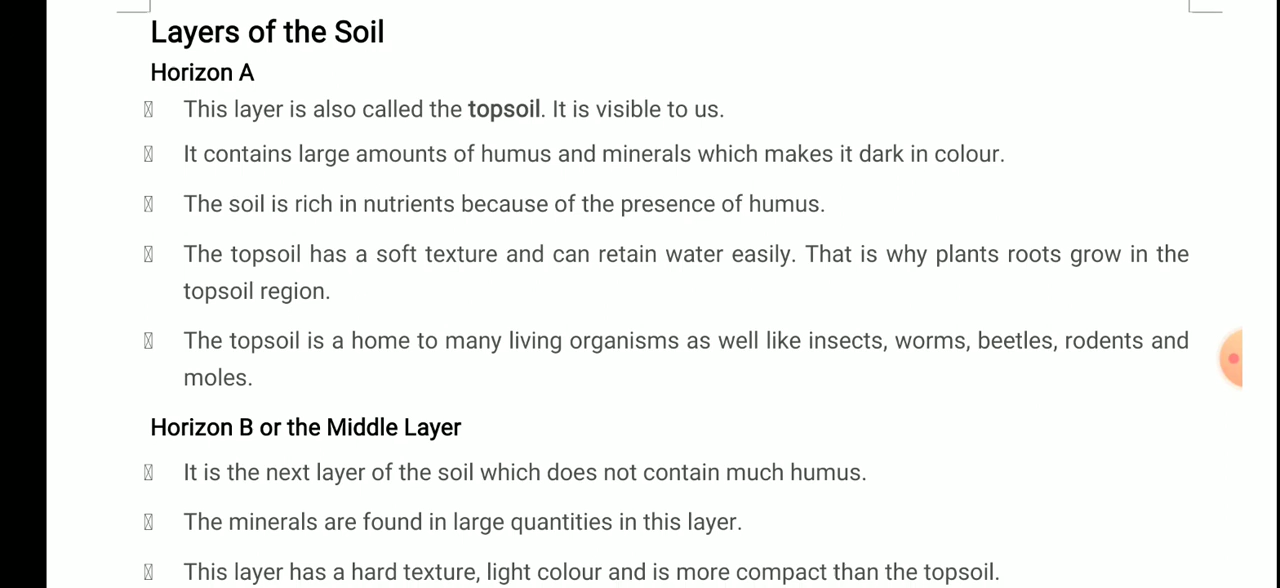 Layers of the Soil
Horizon A
This layer is also called the topsoil. It is visible to us.
It contains large amounts of humus and minerals which makes it dark in colour.
The soil is rich in nutrients because of the presence of humus.
The topsoil has a soft texture and can retain water easily. That is why plants roots grow in the
topsoil region.
The topsoil is a home to many living organisms as well like insects, worms, beetles, rodents and
moles.
Horizon B or the Middle Layer
It is the next layer of the soil which does not contain much humus.
The minerals are found in large quantities in this layer.
This layer has a hard texture, light colour and is more compact than the topsoil.